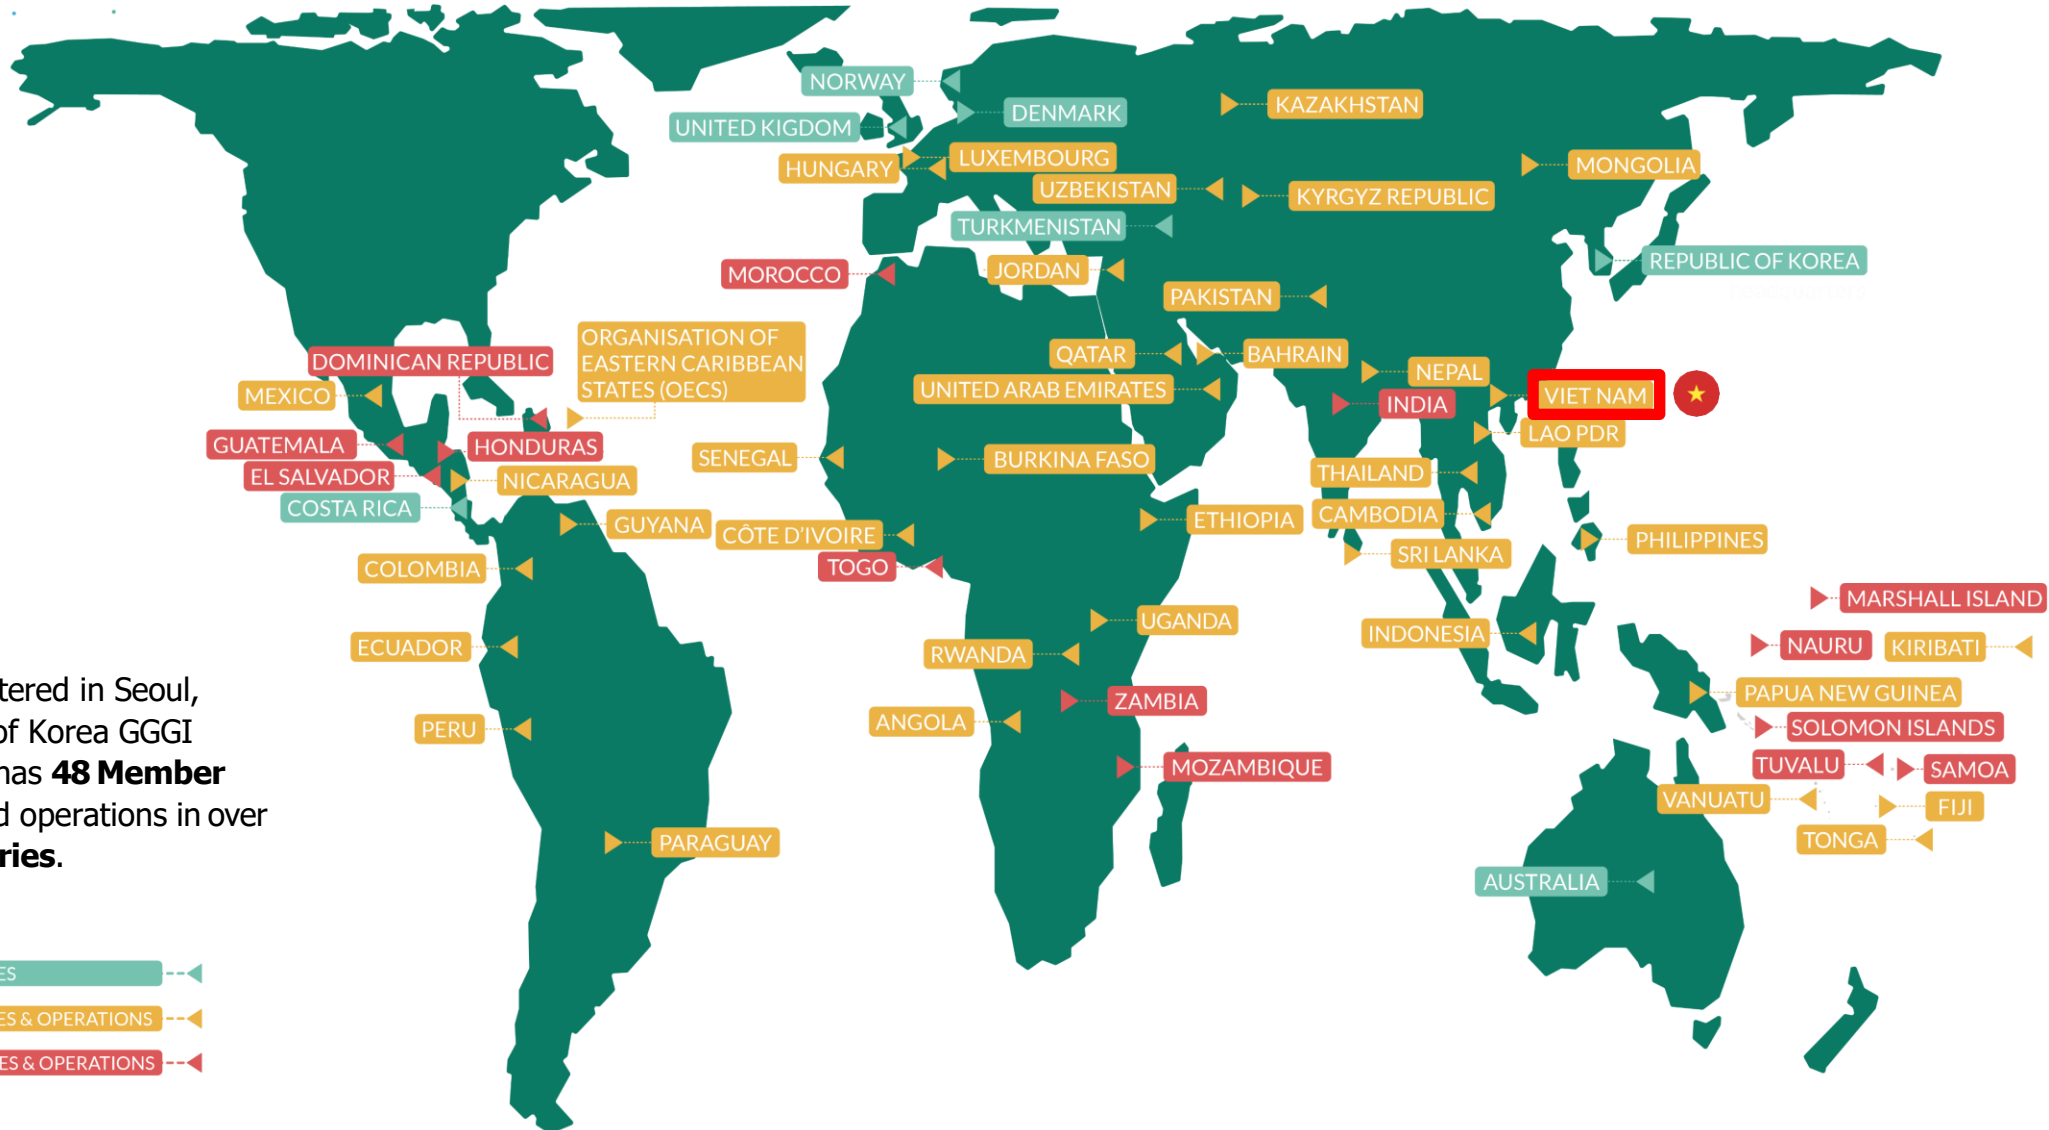 NORWAY
DENMARK
KAZAKHSTAN
UNITED KIGDOM
LUXEMBOURG
HUNGARY
MONGOLIA
UZBEKISTAN
KYRGYZ REPUBLIC
TURKMENISTAN
REPUBLIC OF KOREA
MOROCCO
JORDAN
PAKISTAN
ORGANISATION OF
EASTERN CARIBBEAN
STATES (OECS)
DOMINICAN REPUBLIC
QATAR
BAHRAIN
NEPAL
MEXICO
UNITED ARAB EMIRATES
INDIA
VIET NAM
GUATEMALA
HONDURAS
LAO PDR
SENEGAL
BURKINA FASO
EL SALVADOR
NICARAGUA
THAILAND
COSTA RICA
GUYANA
CÔTE D'IVOIRE
ETHIOPIA
CAMBODIA
PHILIPPINES
COLOMBIA
TOGO
SRI LANKA
MARSHALL ISLAND
UGANDA
INDONESIA
ECUADOR
RWANDA
NAURU
KIRIBATI
tered in Seoul,
of Korea GGGI
has 48 Member
d operations in over
ries.
ZAMBIA
PAPUA NEW GUINEA
PERU
ANGOLA
SOLOMON ISLANDS
MOZAMBIQUE
TUVALU
SAMOA
VANUATU
FIJI
TONGA
PARAGUAY
AUSTRALIA
ES
ES & OPERATIONS
ES & OPERATIONS